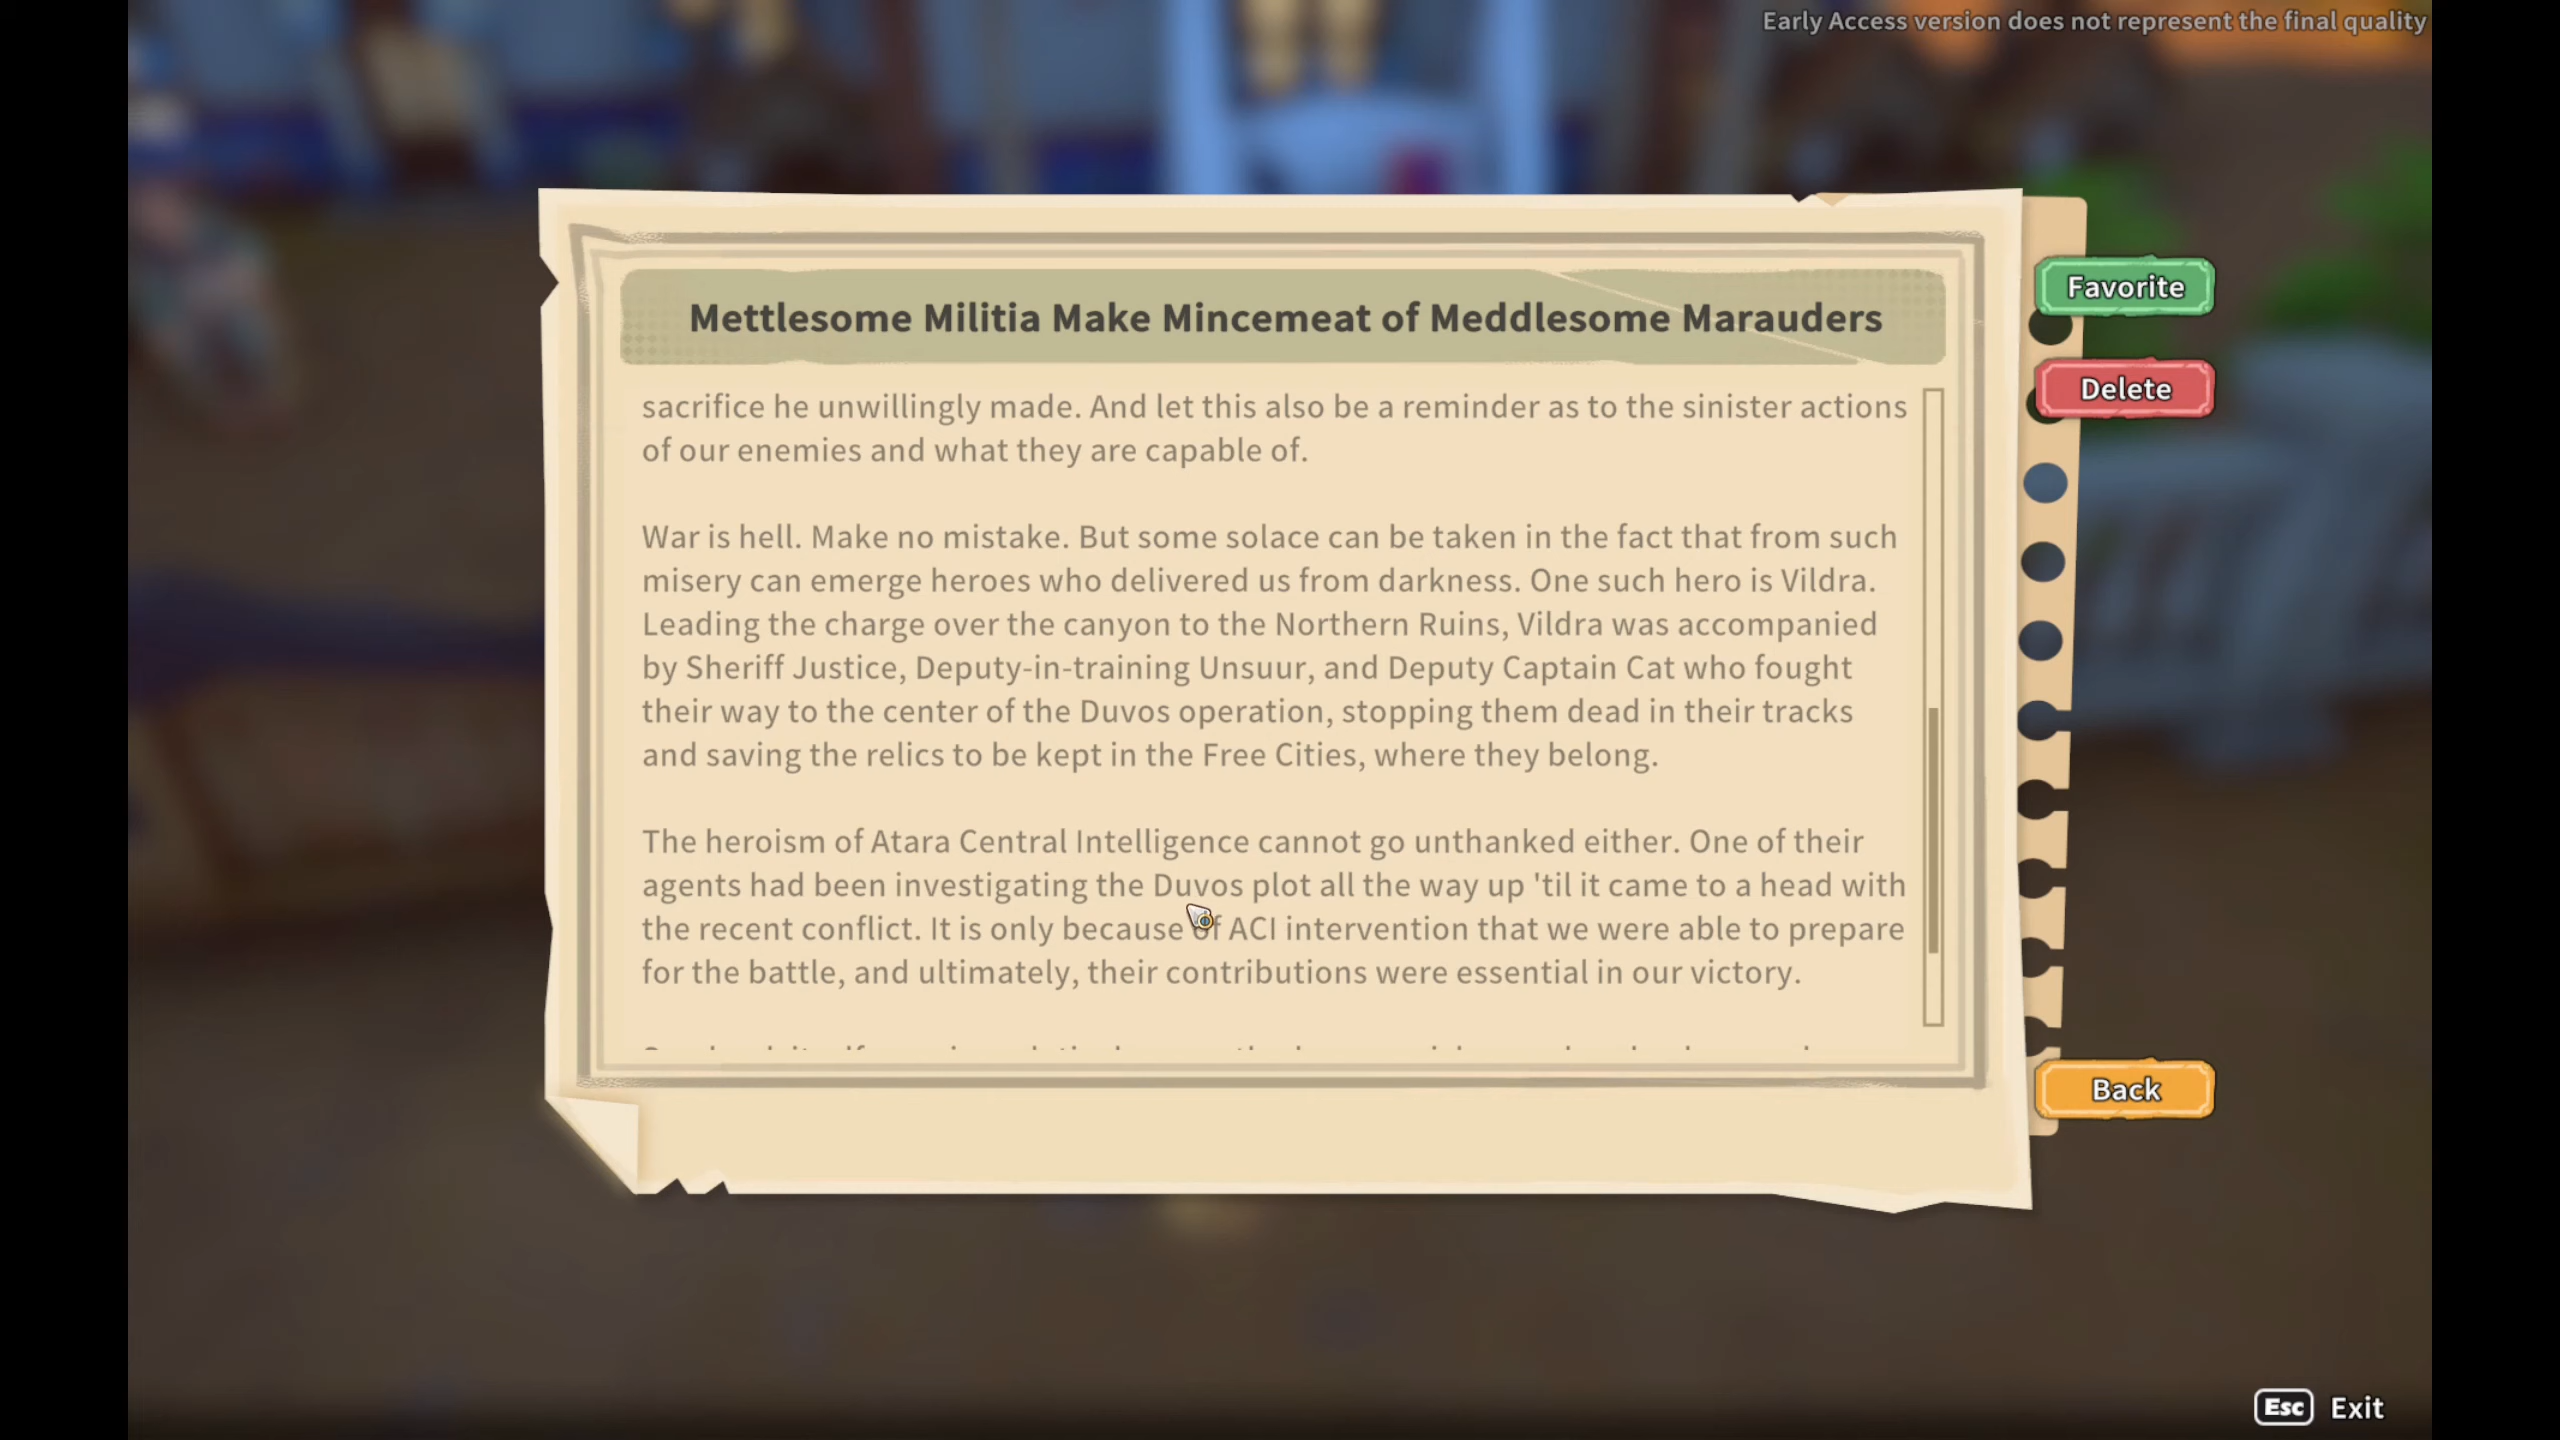 Early Access version does not represent the final quality
Mettlesome Militia Make Mincemeat of Meddlesome Marauders
Favorite
Delete
sacrifice he unwillingly made. And let this also be a reminder as to the sinister actions
of our enemies and what they are capable of.
War is hell. Make no mistake. But some solace can be taken in the fact that from such
misery can emerge heroes who delivered us from darkness. One such hero is Vildra.
Leading the charge over the canyon to the Northern Ruins, Vildra was accompanied
by Sheriff Justice, Deputy-in-training Unsuur, and Deputy Captain Cat who fought
their way to the center of the Duvos operation, stopping them dead in their tracks
and saving the relics to be kept in the Free Cities, where they belong.
The heroism of Atara Central Intelligence cannot go unthanked either. One of their
agents had been investigating the Duvos plot all the way up 'til it came to a head with
the recent conflict. It is only because of ACI intervention that we were able to prepare
for the battle, and ultimately, their contributions were essential in our victory.
Back
Esc Exit